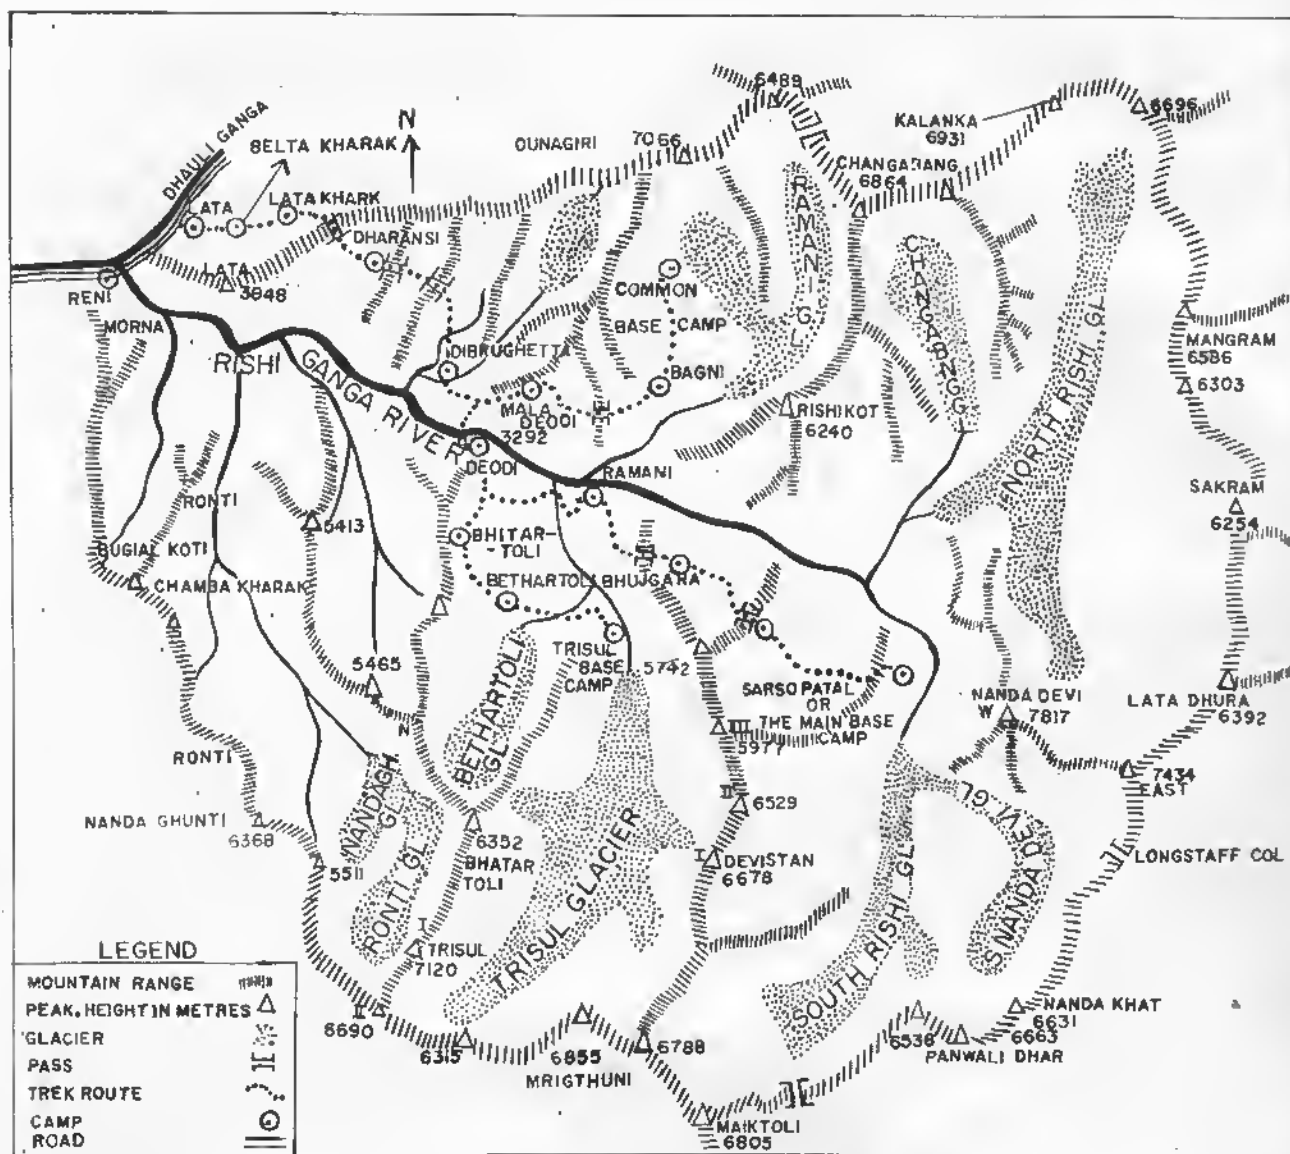 N
DHAULI GANGA
BELTA KHARAK
LATA KHARK
ATA
DHARANSI
LATA
3848
RENI
MORNA
RISHI GANGA RIVER
OUNAGIRI
7066
6489
KALANKA
6931
6696
CHANGABANG
6864
RAMANI GL
CHANGABANG GL
NORTH RISHI GL
COMMON
BASE CAMP
DIBRUGHETTA
BAGNI
MALA
DEODI
3292
DEODI
RAMANI
RISHIKOT
6240
MANGRAM
6586
6303
SAKRAM
6254
RONTI
5413
BUGIAL KOTI
CHAMBA KHARAK
BHITAR-
TOLI
BETHARTOLI
BHUJGARA
TRISUL
BASE
CAMP
5742
5465
N
SARSO PATAL
OR
THE MAIN BASE
CAMP
III
5977
NANDA DEVI
W
7817
LATA DHURA
6392
7434
EAST
BETHARTOLI
GL
RONTI
NANDAGH.
GL
NANDA GHUNTI
6368
5511
6352
BHATAR
TOLI
RONTI GL
TRISUL GLACIER
II
6529
I
DEVISTAN
6678
SOUTH RISHI GL
S. NANDA DEVI. GL
LONGSTAFF COL
I
TRISUL
7120
II
6690
6315
6855
MRIGTHUNI
6788
6538
PANWALI DHAR
6663
NANDA KHAT
6631
MAIKTOLI
6805
LEGEND
MOUNTAIN RANGE
PEAK, HEIGHT IN METRES
GLACIER
PASS
TREK ROUTE
CAMP
ROAD